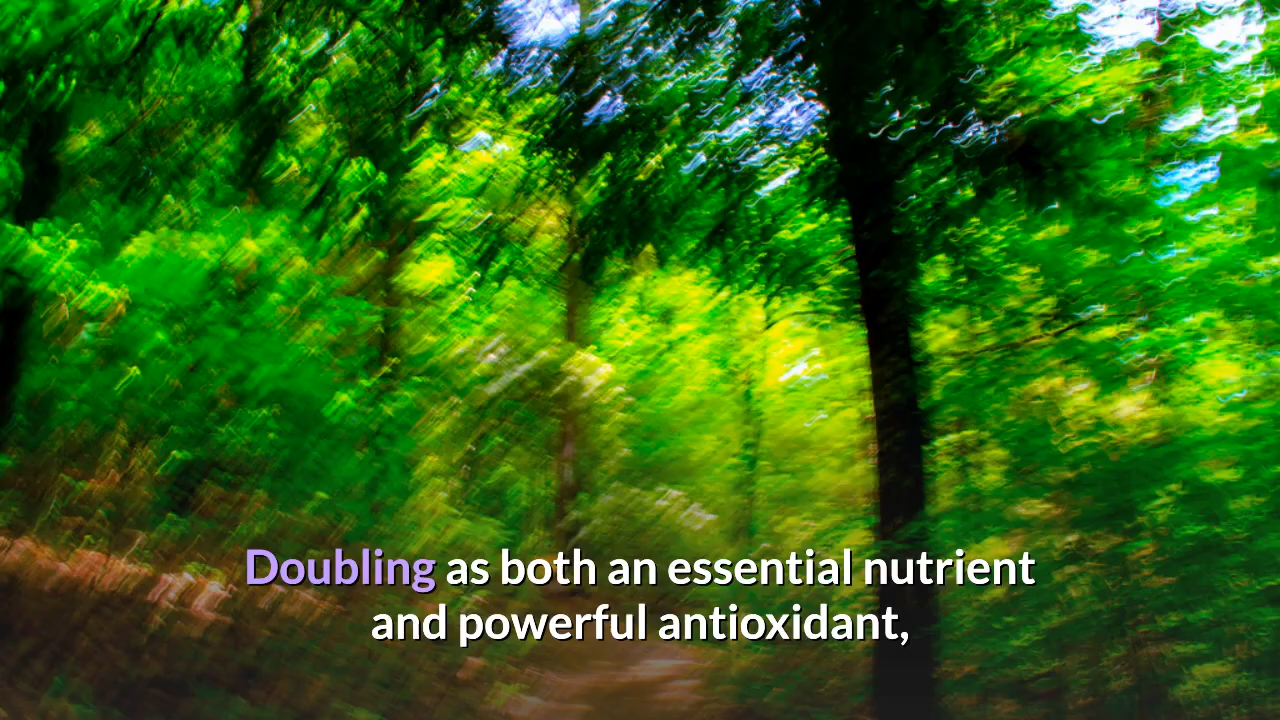 Doubling as both an essential nutrient
and powerful antioxidant,